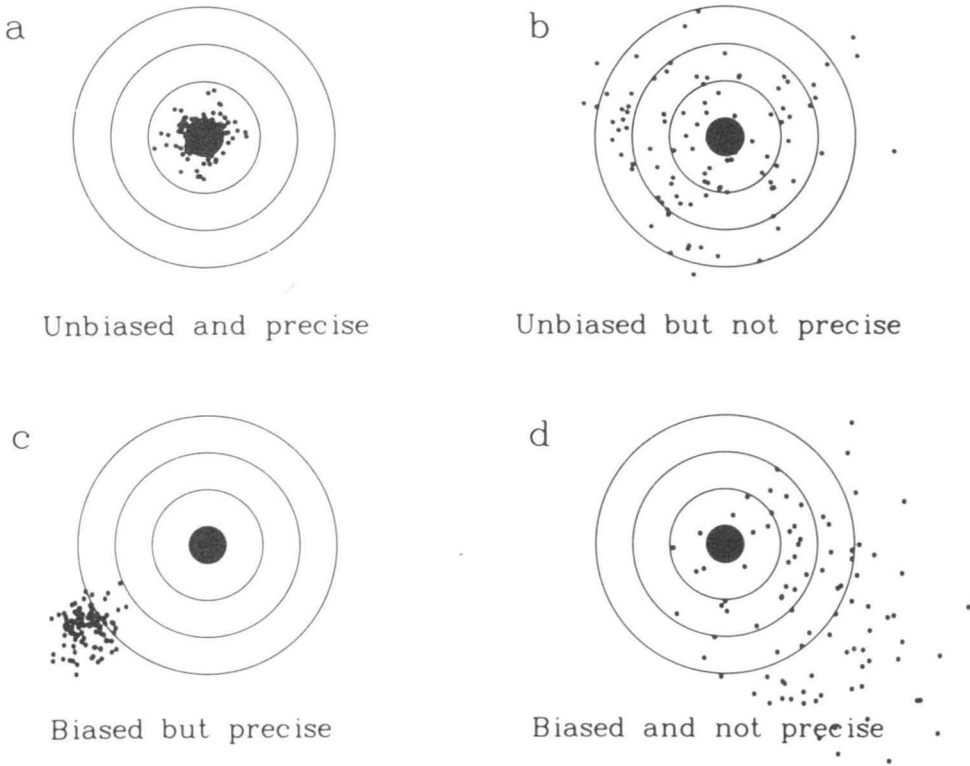 a
b
Unbiased and precise
Unbiased but not precise
c
d
Biased but precise
Biased and not precise